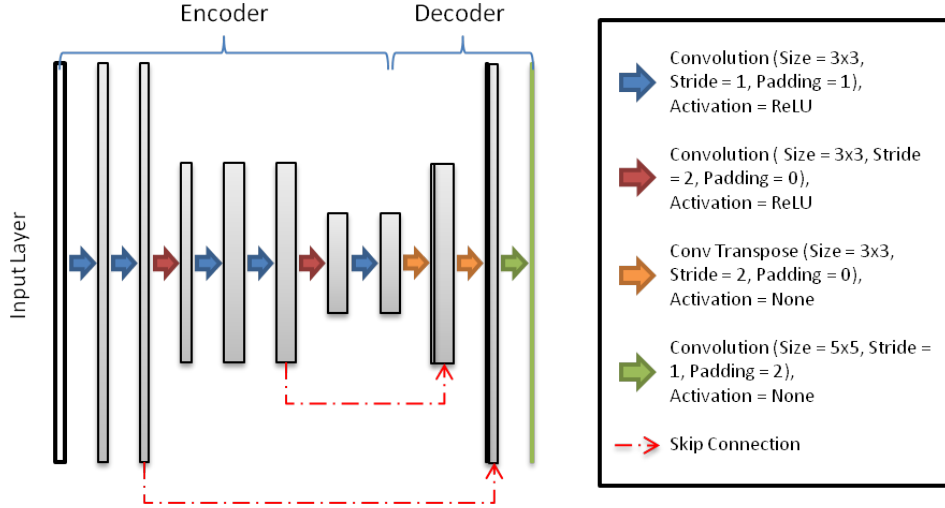 Encoder
Decoder
Input Layer
Convolution (Size = 3x3,
Stride = 1, Padding = 1),
Activation = ReLU
Convolution ( Size = 3x3, Stride
= 2, Padding = 0),
Activation = ReLU
Conv Transpose (Size = 3x3,
Stride = 2, Padding = 0),
Activation = None
Convolution (Size = 5x5, Stride =
1, Padding = 2),
Activation = None
Skip Connection